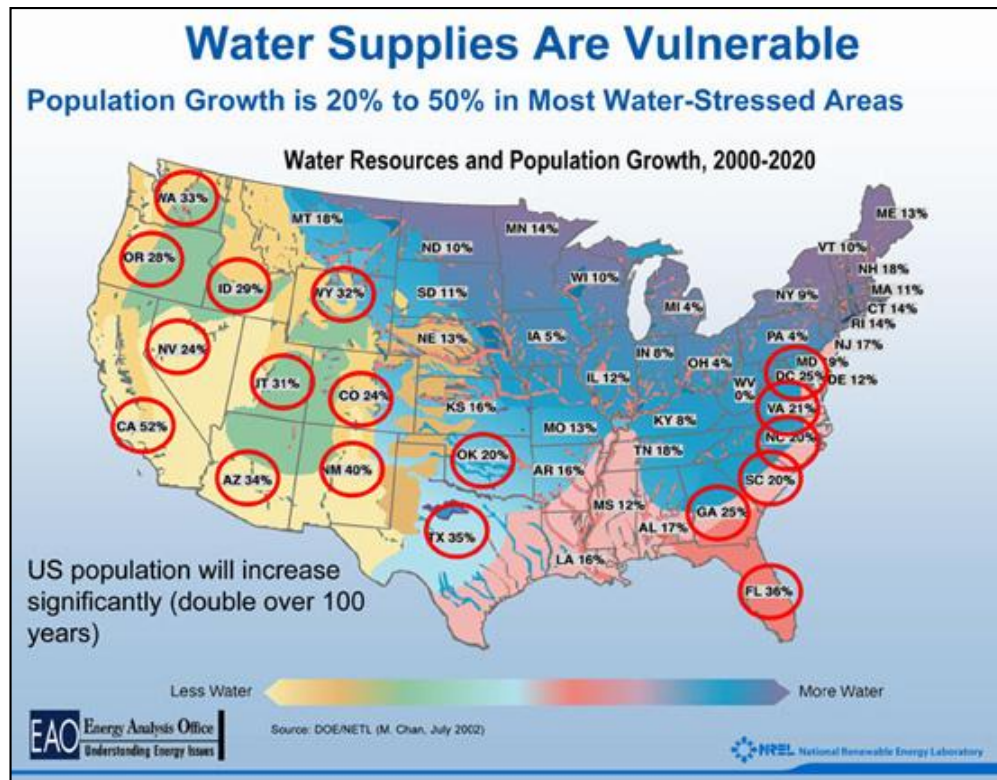 Water Supplies Are Vulnerable
Population Growth is 20% to 50% in Most Water-Stressed Areas
Water Resources and Population Growth, 2000-2020
WA 33%
MT 18%
ND 10%
MN 14%
ME 13%
VT 10%
NH 18%
OR 28%
ID 29%
WY 32%
SD 11%
WI 10%
MI 4%
NY 9%
MA 11%
CT 14%
RI 14%
NV 24%
UT 31%
CO 24%
NE 13%
IA 5%
IL 12%
IN 8%
OH 4%
PA 4%
NJ 17%
MD
DC 25%
DE 12%
WV
0%
VA 21%
CA 52%
KS 16%
MO 13%
KY 8%
NC 20%
AZ 34%
NM 40%
OK 20%
AR 16%
TN 18%
SC 20%
TX 35%
MS 12%
AL 17%
GA 25%
LA 16%
FL 36%
US population will increase
significantly (double over 100
years)
Less Water
More Water
EAO
Energy Analysis Office
Understanding Energy Issues
Source: DOE/NETL (M. Chan, July 2002)
NREL National Renewable Energy Laboratory